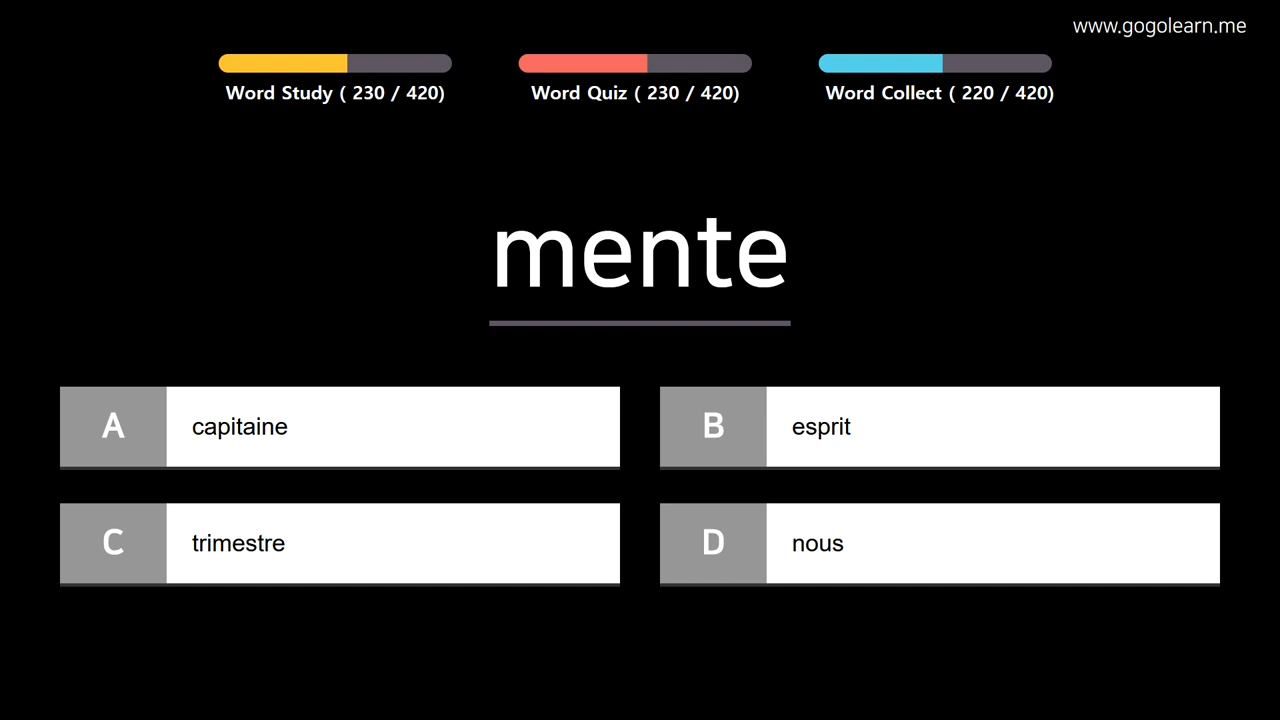 www.gogolearn.me
Word Study ( 230 / 420)
Word Quiz ( 230 / 420)
Word Collect ( 220 / 420)
mente
A capitaine
B esprit
C trimestre
D nous